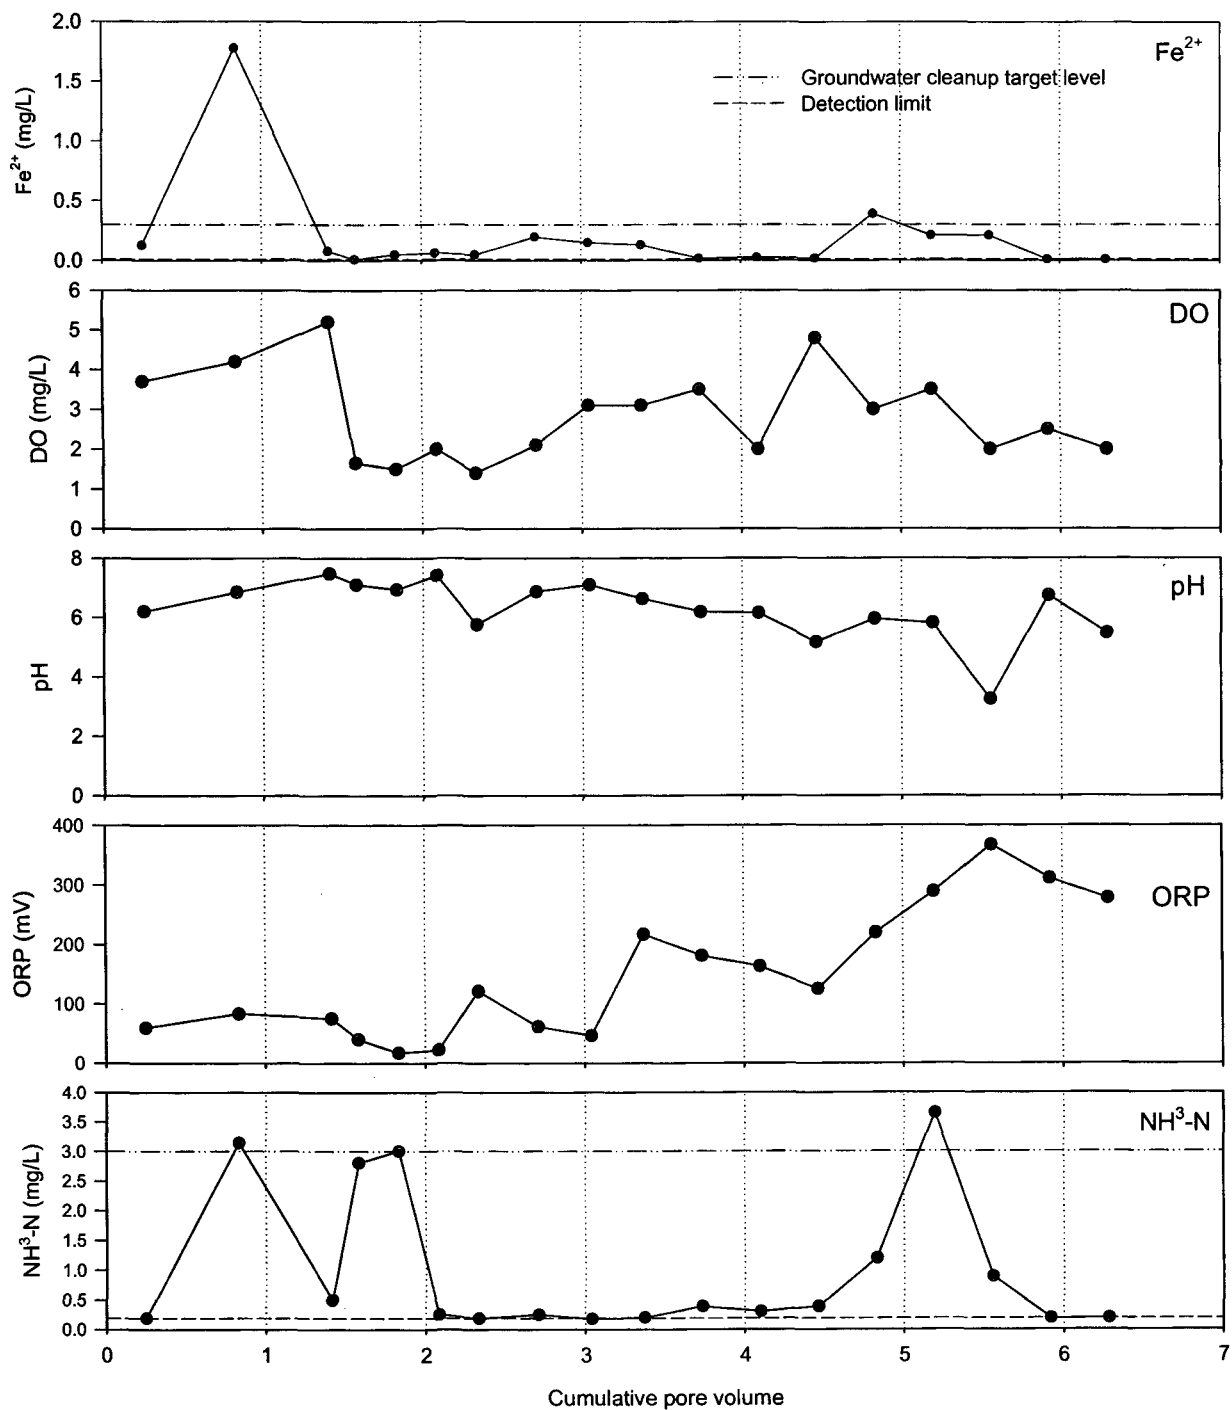 2.0
Fe²⁺
1.5
Groundwater cleanup target level
Detection limit
Fe²⁺ (mg/L)
1.0
0.5
0.0
6
DO
5
4
DO (mg/L)
3
2
1
0
8
pH
6
pH
4
2
0
400
300
ORP
ORP (mV)
200
100
0
4.0
NH³-N
3.5
3.0
NH³-N (mg/L)
2.5
2.0
1.5
1.0
0.5
0.0
0 1 2 3 4 5 6 7
Cumulative pore volume